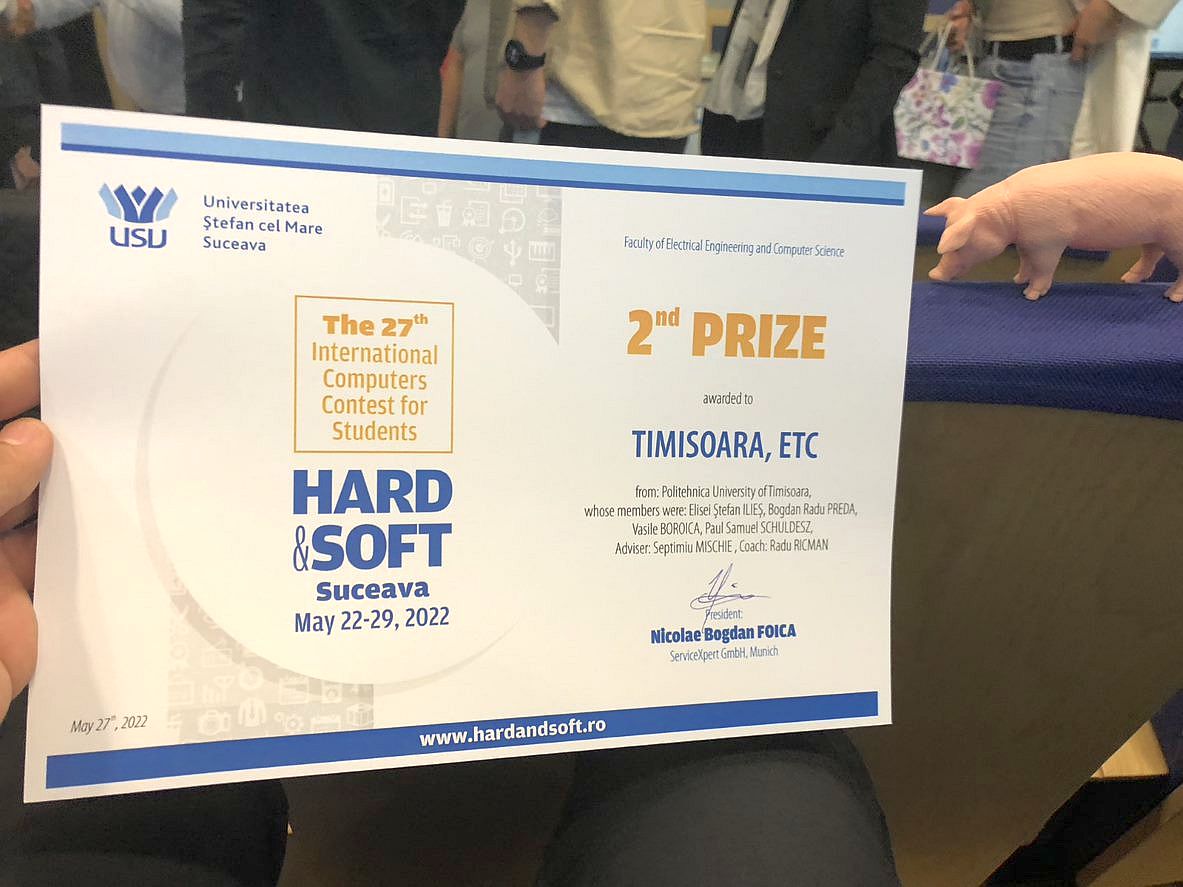 USV
Universitatea
Ştefan cel Mare
Suceava
The 27th
International
Computers
Contest for
Students
HARD
&SOFT
Suceava
May 22-29, 2022
May 27th, 2022
Faculty of Electrical Engineering and Computer Science
2nd PRIZE
awarded to
TIMISOARA, ETC
from: Politehnica University of Timisoara,
whose members were: Elisei Ştefan ILIEŞ, Bogdan Radu PREDA,
Vasile BOROICA, Paul Samuel SCHULDESZ,
Adviser: Septimiu MISCHIE , Coach: Radu RICMAN
President:
Nicolae Bogdan FOICA
ServiceXpert GmbH, Munich
www.hardandsoft.ro